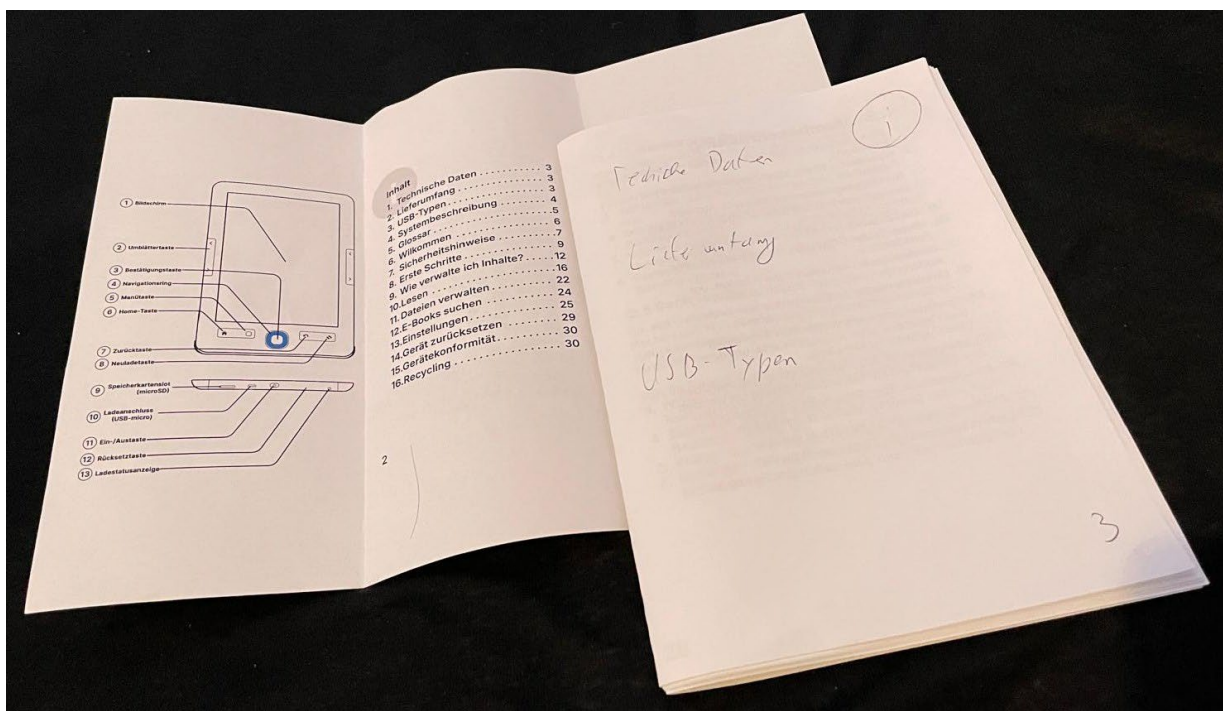 1 Bildschirm
2 Umblättertaste
3 Bestätigungstaste
4 Navigationsring
5 Menütaste
6 Home-Taste
7 Zurücktaste
8 Neuladetaste
9 Speicherkartenslot
(microSD)
10 Ladeanschluss
(USB-micro)
11 Ein-/Austaste
12 Rücksetztaste
13 Ladestatusanzeige
Inhalt
1. Technische Daten . . . . . . . . . . 3
2. Lieferumfang . . . . . . . . . . . . . 3
3. USB-Typen . . . . . . . . . . . . . . . 3
4. Systembeschreibung . . . . . . . 4
5. Glossar . . . . . . . . . . . . . . . . . . .5
6. Wilkommen . . . . . . . . . . . . . . 6
7. Sicherheitshinweise . . . . . . . .7
8. Erste Schritte . . . . . . . . . . . . . 9
9. Wie verwalte ich Inhalte? . . . . .12
10.Lesen . . . . . . . . . . . . . . . . . . .16
11.Dateien verwalten . . . . . . . . . 22
12.E-Books suchen . . . . . . . . . . 24
13.Einstellungen . . . . . . . . . . . . 25
14.Gerät zurücksetzen . . . . . . . 29
15.Gerätekonformität . . . . . . . . 30
16.Recycling . . . . . . . . . . . . . . . 30
2
i
Daten
USB-Typen
3